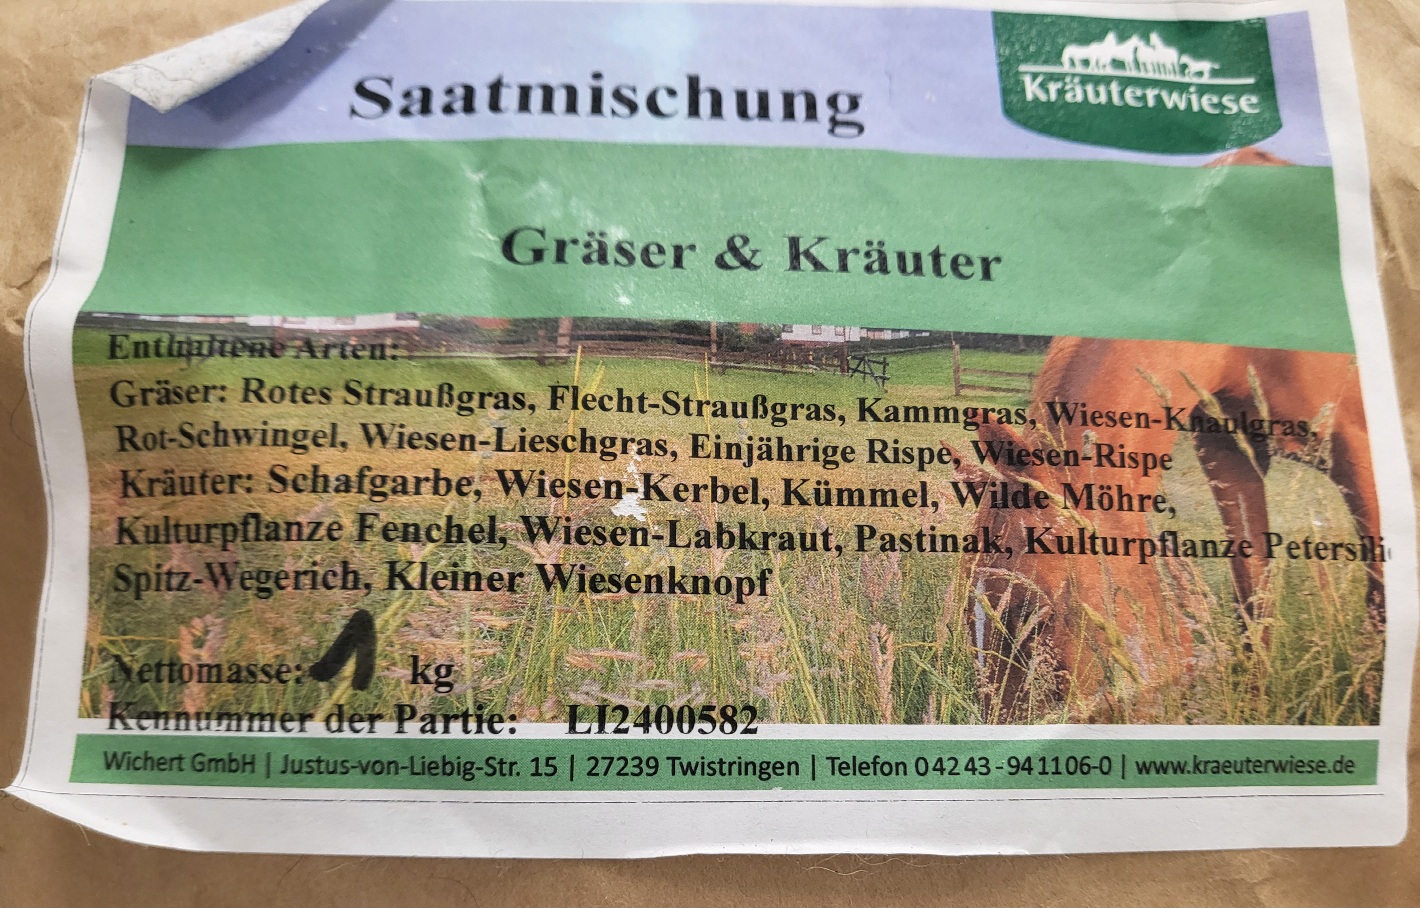 Saatmischung
Kräuterwiese
Gräser & Kräuter
Enthaltene Arten:
Gräser: Rotes Straußgras, Flecht-Straußgras, Kammgras, Wiesen-Knaulgras,
Rot-Schwingel, Wiesen-Lieschgras, Einjährige Rispe, Wiesen-Rispe
Kräuter: Schafgarbe, Wiesen-Kerbel, Kümmel, Wilde Möhre,
Kulturpflanze Fenchel, Wiesen-Labkraut, Pastinak, Kulturpflanze Petersili
Spitz-Wegerich, Kleiner Wiesenknopf
Nettomasse: 1 kg
Kennummer der Partie: LI2400582
Wichert GmbH | Justus-von-Liebig-Str. 15 | 27239 Twistringen | Telefon 04243-941106-0 | www.kraeuterwiese.de